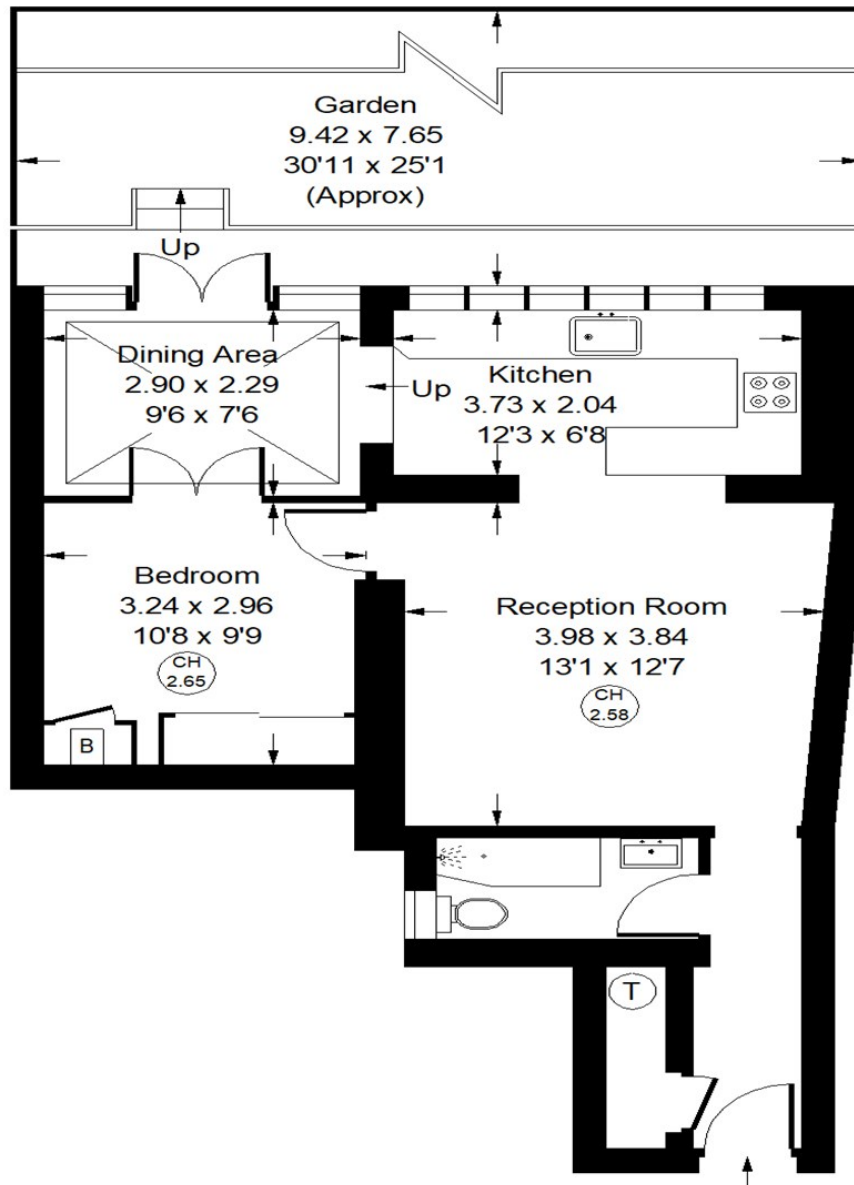 Garden
9.42 x 7.65
30'11 x 25'1
(Approx)
Up
Dining Area
2.90 x 2.29
9'6 x 7'6
Up
Kitchen
3.73 x 2.04
12'3 x 6'8
Bedroom
3.24 x 2.96
10'8 x 9'9
CH
2.65
B
Reception Room
3.98 x 3.84
13'1 x 12'7
CH
2.58
T